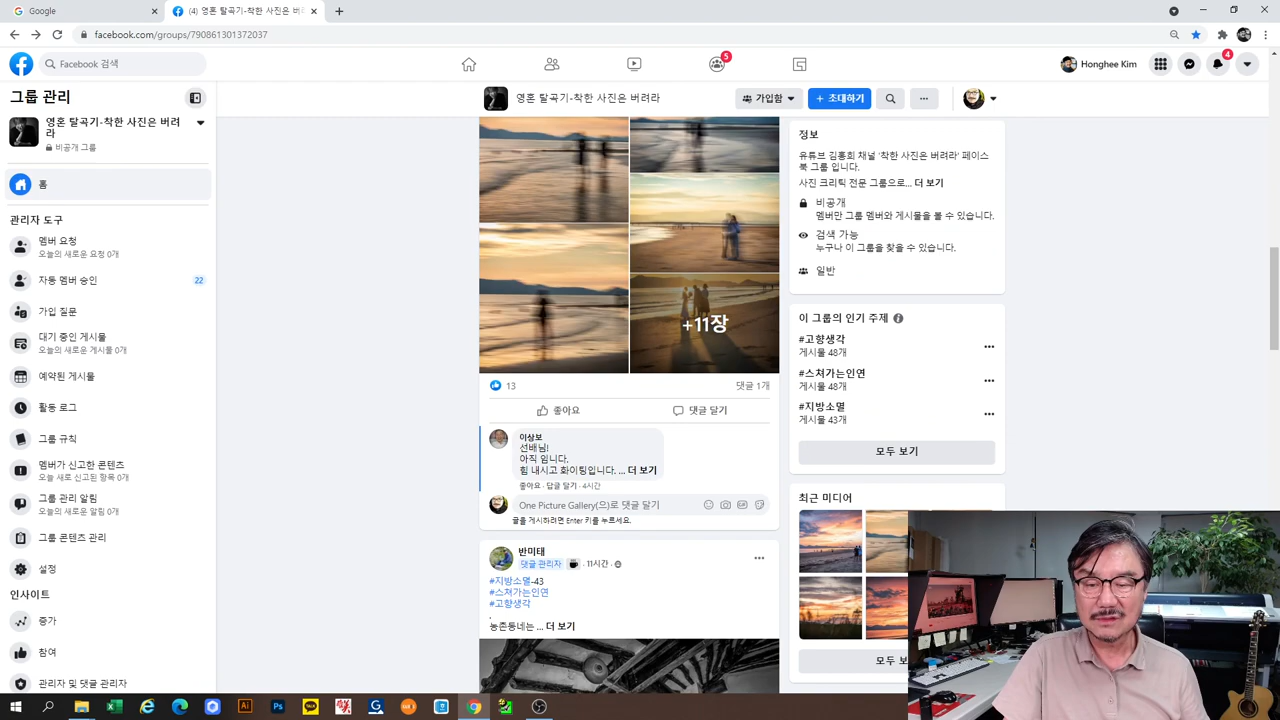 Google
(4) 영혼 탈곡기-착한 사진은 버려
facebook.com/groups/790861301372037
Facebook 검색
5
Honghee Kim
4
그룹 관리
영혼 탈곡기-착한 사진은 버려
라
비공개 그룹
홈
관리자 도구
멤버 요청
오늘의 새로운 요청 0개
자동 멤버 승인
22
가입 질문
대기 중인 게시물
오늘의 새로운 게시물 0개
예약된 게시물
활동 로그
그룹 규칙
멤버가 신고한 콘텐츠
오늘 새로 신고된 항목 0개
그룹 관리 알림
오늘의 새로운 알림 0개
그룹 콘텐츠 관리
설정
인사이트
증가
참여
관리자 및 댓글 관리자
영혼 탈곡기-착한 사진은 버려라
가입함
+ 초대하기
+11장
13
댓글 1개
좋아요
댓글 달기
이상보
선배님!
아직 임니다.
힘 내시고 화이팅입니다. ... 더 보기
좋아요 · 답글 달기 · 4시간
One Picture Gallery(으)로 댓글 달기
글을 게시하려면 Enter 키를 누르세요.
반미태
댓글 관리자 · 11시간 ·
#지방소멸-43
#스쳐가는인연
#고향생각
.
농촌동네는 ... 더 보기
정보
유튜브 김홍희 채널 '착한 사진은 버려라' 페이스
북 그룹 입니다.
사진 크리틱 전문 그룹으로... 더 보기
비공개
멤버만 그룹 멤버와 게시물을 볼 수 있습니다.
검색 가능
누구나 이 그룹을 찾을 수 있습니다.
일반
이 그룹의 인기 주제
#고향생각
게시물 48개
#스쳐가는인연
게시물 48개
#지방소멸
게시물 43개
모두 보기
최근 미디어
모두 보